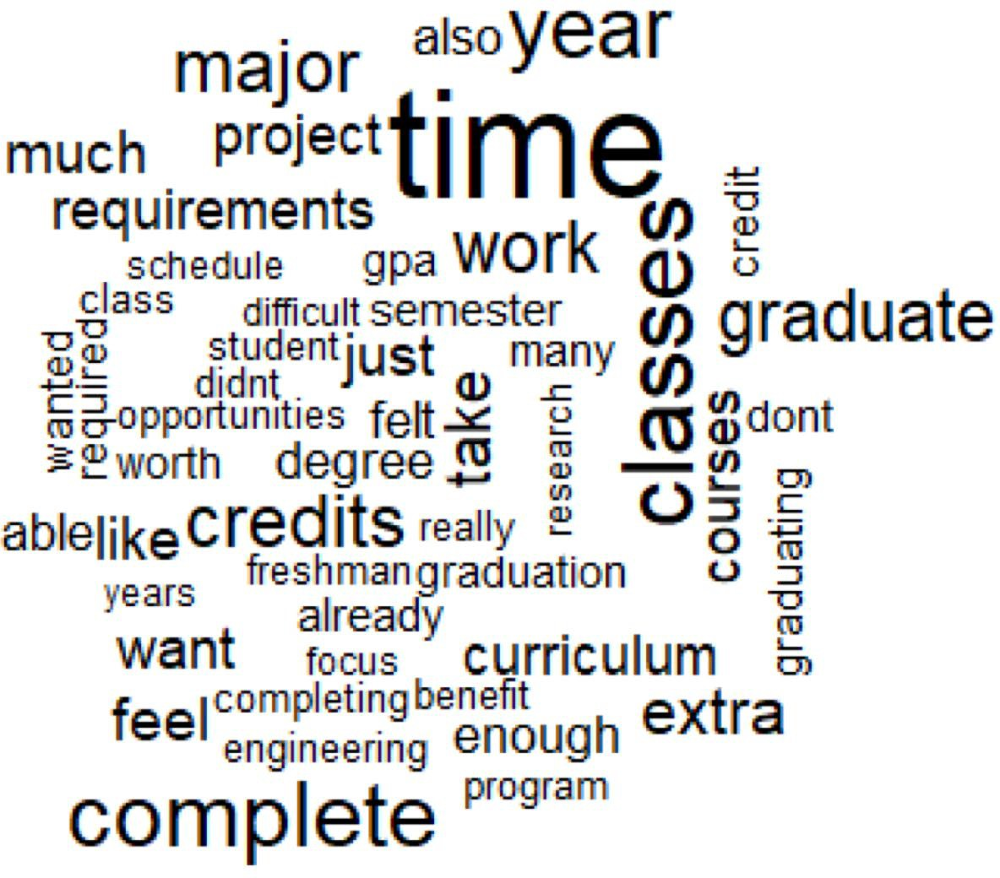 also year
major
time
project
much
credit
requirements
work
classes
schedule
gpa
class
difficult semester
graduate
student just
many
wanted
required
didnt
take
research
courses
dont
opportunities
felt
worth
degree
graduating
able like credits really
freshman graduation
years
already
want
focus
curriculum
completing benefit
feel
extra
engineering
enough
program
complete